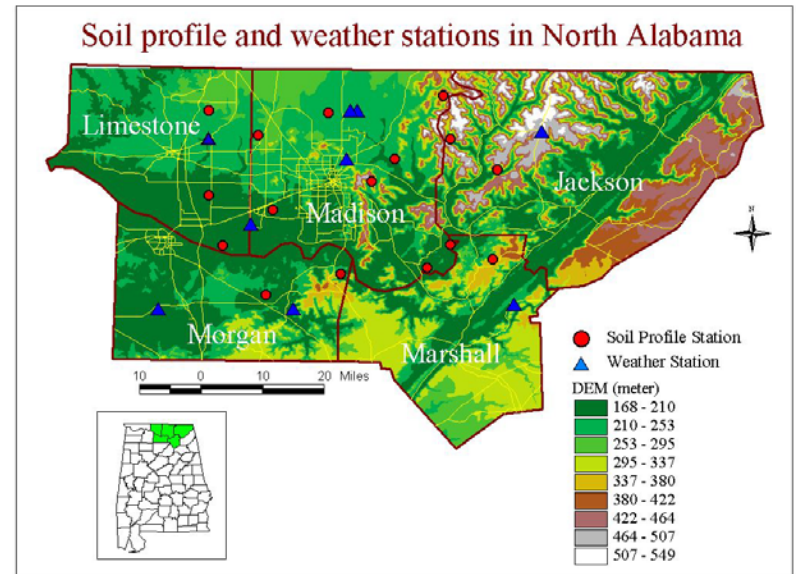 Soil profile and weather stations in North Alabama
Limestone
Madison
Jackson
N
Morgan
Marshall
Soil Profile Station
Weather Station
10 0 10 20 Miles
DEM (meter)
168 - 210
210 - 253
253 - 295
295 - 337
337 - 380
380 - 422
422 - 464
464 - 507
507 - 549